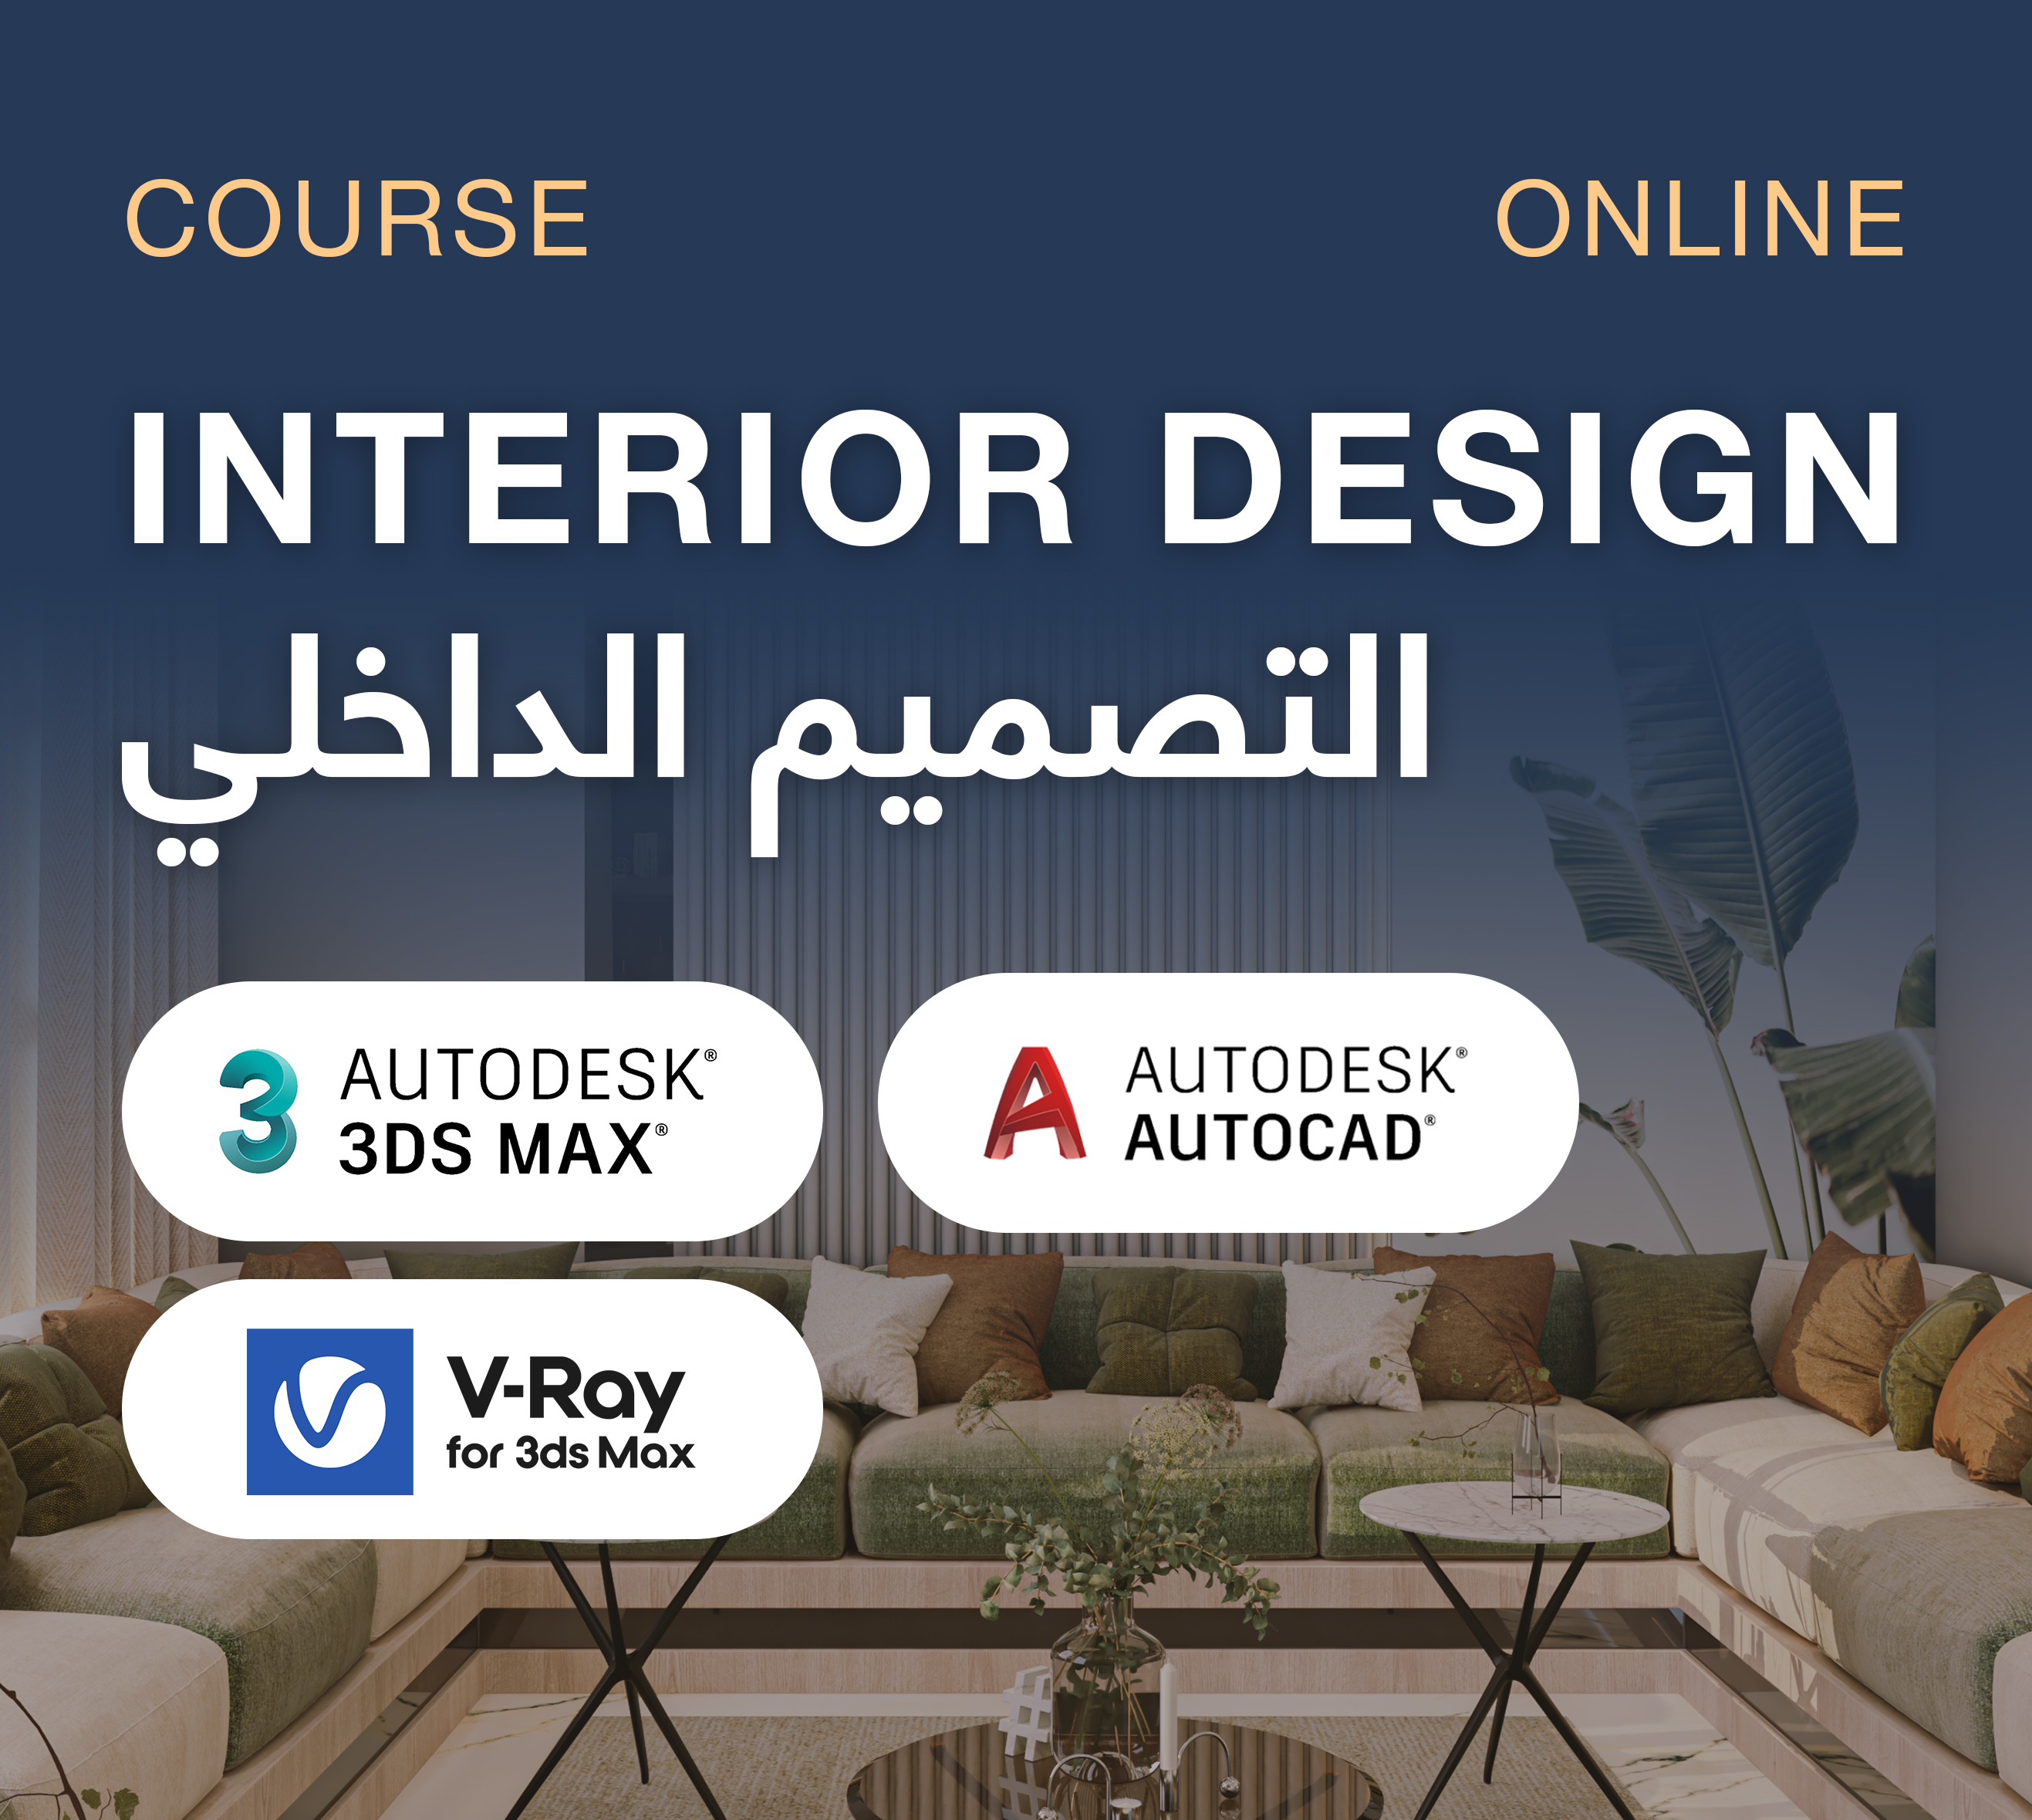 COURSE
ONLINE
INTERIOR DESIGN
التصميم الداخلي
AUTODESK®
3DS MAX®
AUTODESK®
AUTOCAD®
V-Ray
for 3ds Max